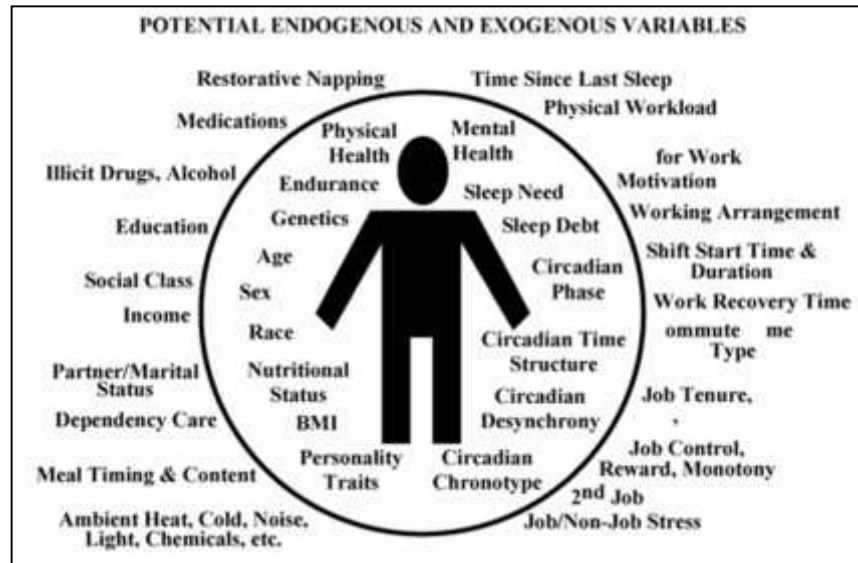 POTENTIAL ENDOGENOUS AND EXOGENOUS VARIABLES
Restorative Napping
Medications
Illicit Drugs, Alcohol
Education
Social Class
Income
Partner/Marital
Status
Dependency Care
Meal Timing & Content
Ambient Heat, Cold, Noise,
Light, Chemicals, etc.
Physical
Health
Endurance
Genetics
Age
Sex
Race
Nutritional
Status
BMI
Personality
Traits
Mental
Health
Sleep Need
Sleep Debt
Circadian
Phase
Circadian Time
Structure
Circadian
Desynchrony
Circadian
Chronotype
Time Since Last Sleep
Physical Workload
for Work
Motivation
Working Arrangement
Shift Start Time &
Duration
Work Recovery Time
ommute me
Type
Job Tenure,
,
Job Control,
Reward, Monotony
2nd Job
Job/Non-Job Stress